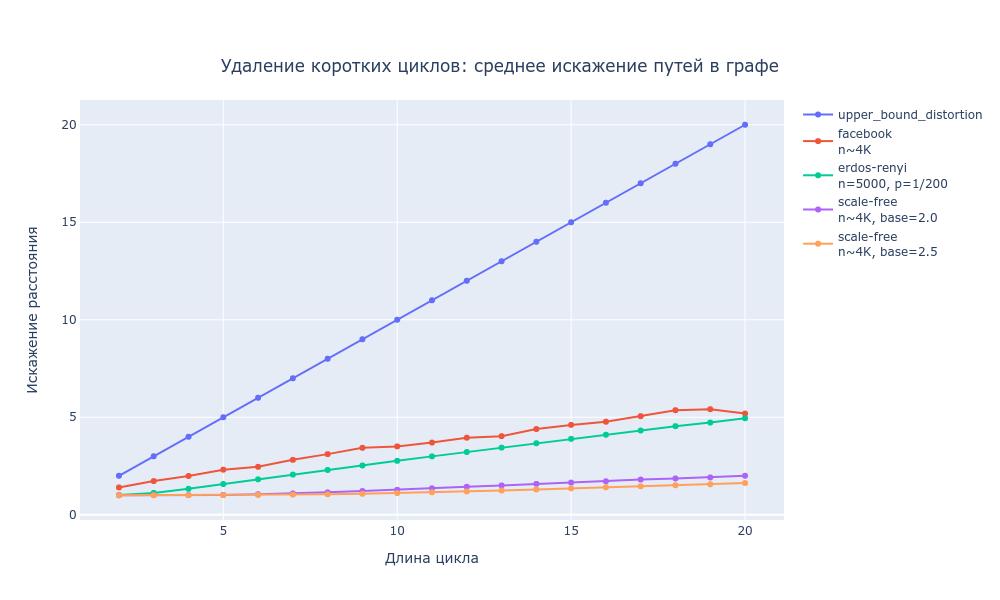 Удаление коротких циклов: среднее искажение путей в графе
upper_bound_distortion
facebook
n~4K
erdos-renyi
n=5000, p=1/200
scale-free
n~4K, base=2.0
scale-free
n~4K, base=2.5
Искажение расстояния
20
15
10
5
0
5
10
15
20
Длина цикла